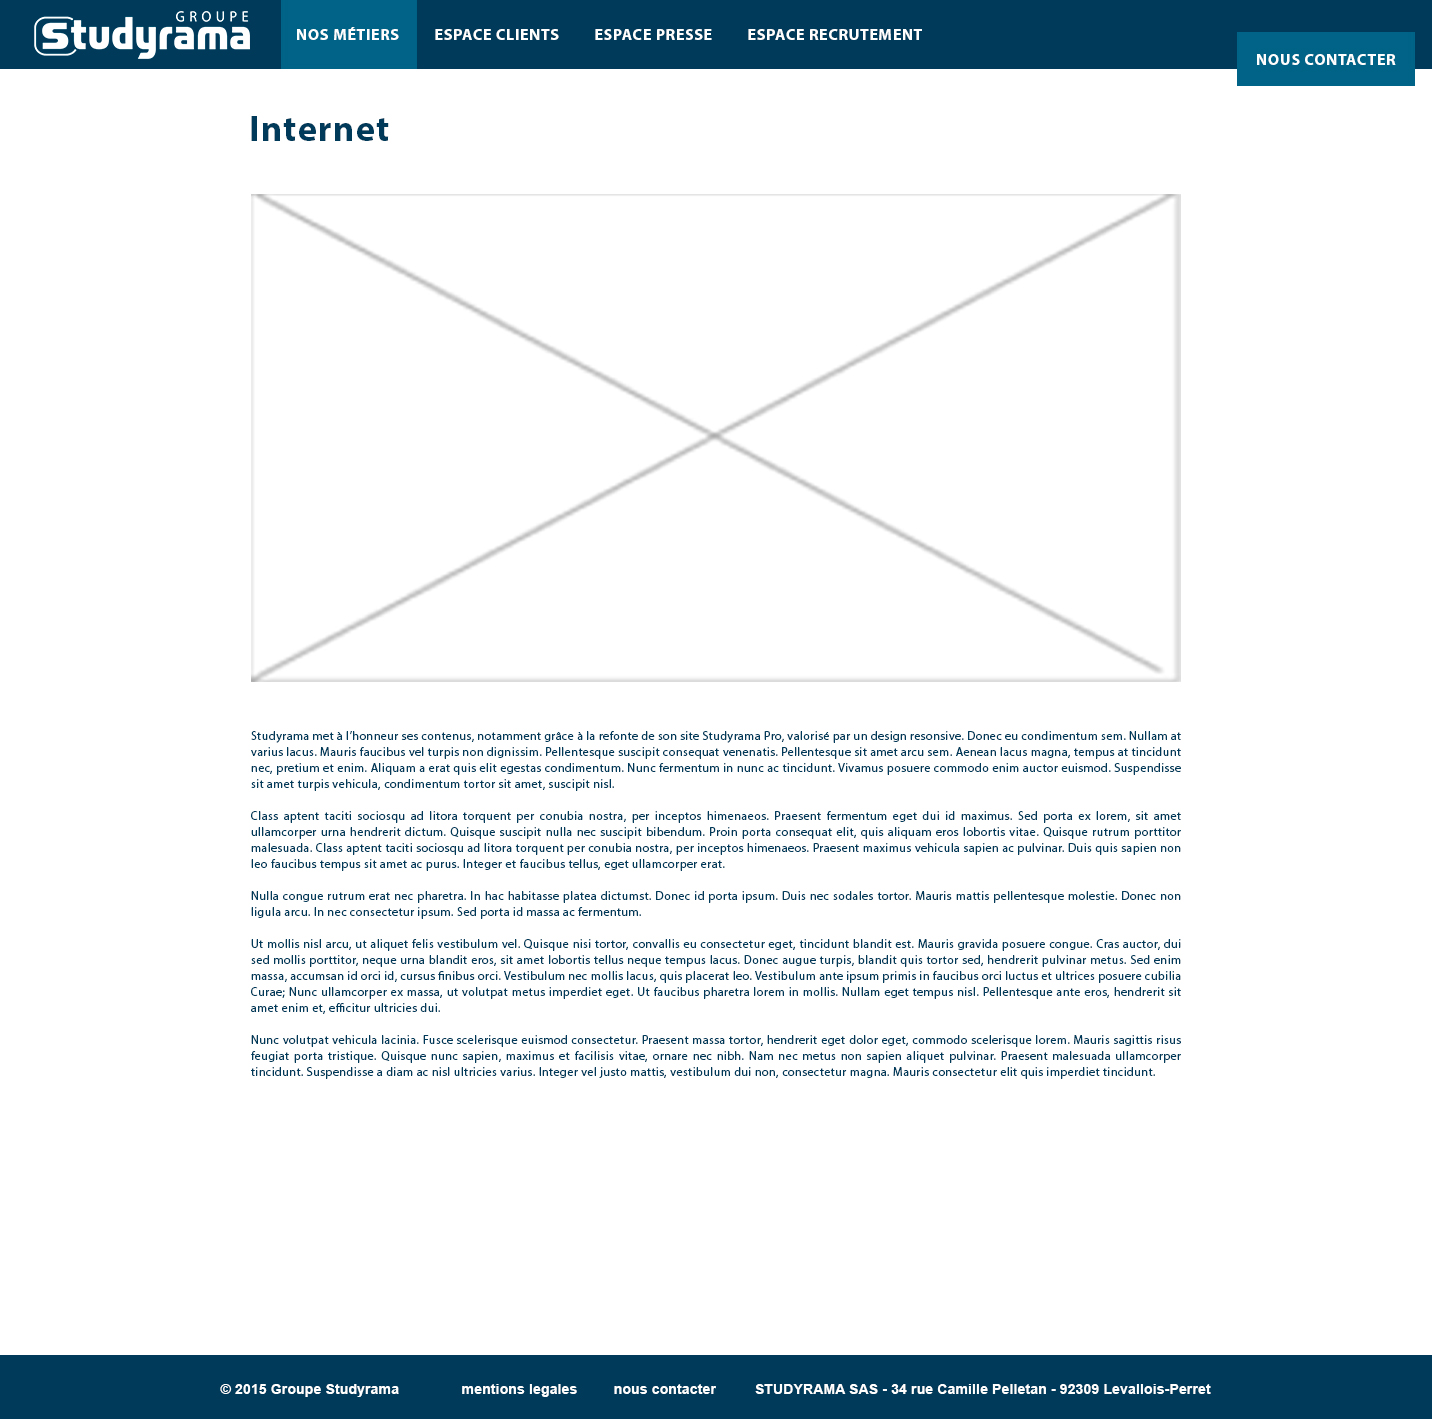 GROUPE
Studyrama
NOS MÉTIERS
ESPACE CLIENTS
ESPACE PRESSE
ESPACE RECRUTEMENT
NOUS CONTACTER
Internet
Studyrama met à l'honneur ses contenus, notamment grâce à la refonte de son site Studyrama Pro, valorisé par un design resonsive. Donec eu condimentum sem. Nullam at
varius lacus. Mauris faucibus vel turpis non dignissim. Pellentesque suscipit consequat venenatis. Pellentesque sit amet arcu sem. Aenean lacus magna, tempus at tincidunt
nec, pretium et enim. Aliquam a erat quis elit egestas condimentum. Nunc fermentum in nunc ac tincidunt. Vivamus posuere commodo enim auctor euismod. Suspendisse
sit amet turpis vehicula, condimentum tortor sit amet, suscipit nisl.
Class aptent taciti sociosqu ad litora torquent per conubia nostra, per inceptos himenaeos. Praesent fermentum eget dui id maximus. Sed porta ex lorem, sit amet
ullamcorper urna hendrerit dictum. Quisque suscipit nulla nec suscipit bibendum. Proin porta consequat elit, quis aliquam eros lobortis vitae. Quisque rutrum porttitor
malesuada. Class aptent taciti sociosqu ad litora torquent per conubia nostra, per inceptos himenaeos. Praesent maximus vehicula sapien ac pulvinar. Duis quis sapien non
leo faucibus tempus sit amet ac purus. Integer et faucibus tellus, eget ullamcorper erat.
Nulla congue rutrum erat nec pharetra. In hac habitasse platea dictumst. Donec id porta ipsum. Duis nec sodales tortor. Mauris mattis pellentesque molestie. Donec non
ligula arcu. In nec consectetur ipsum. Sed porta id massa ac fermentum.
Ut mollis nisl arcu, ut aliquet felis vestibulum vel. Quisque nisi tortor, convallis eu consectetur eget, tincidunt blandit est. Mauris gravida posuere congue. Cras auctor, dui
sed mollis porttitor, neque urna blandit eros, sit amet lobortis tellus neque tempus lacus. Donec augue turpis, blandit quis tortor sed, hendrerit pulvinar metus. Sed enim
massa, accumsan id orci id, cursus finibus orci. Vestibulum nec mollis lacus, quis placerat leo. Vestibulum ante ipsum primis in faucibus orci luctus et ultrices posuere cubilia
Curae; Nunc ullamcorper ex massa, ut volutpat metus imperdiet eget. Ut faucibus pharetra lorem in mollis. Nullam eget tempus nisl. Pellentesque ante eros, hendrerit sit
amet enim et, efficitur ultricies dui.
Nunc volutpat vehicula lacinia. Fusce scelerisque euismod consectetur. Praesent massa tortor, hendrerit eget dolor eget, commodo scelerisque lorem. Mauris sagittis risus
feugiat porta tristique. Quisque nunc sapien, maximus et facilisis vitae, ornare nec nibh. Nam nec metus non sapien aliquet pulvinar. Praesent malesuada ullamcorper
tincidunt. Suspendisse a diam ac nisl ultricies varius. Integer vel justo mattis, vestibulum dui non, consectetur magna. Mauris consectetur elit quis imperdiet tincidunt.
© 2015 Groupe Studyrama
mentions legales
nous contacter
STUDYRAMA SAS - 34 rue Camille Pelletan - 92309 Levallois-Perret